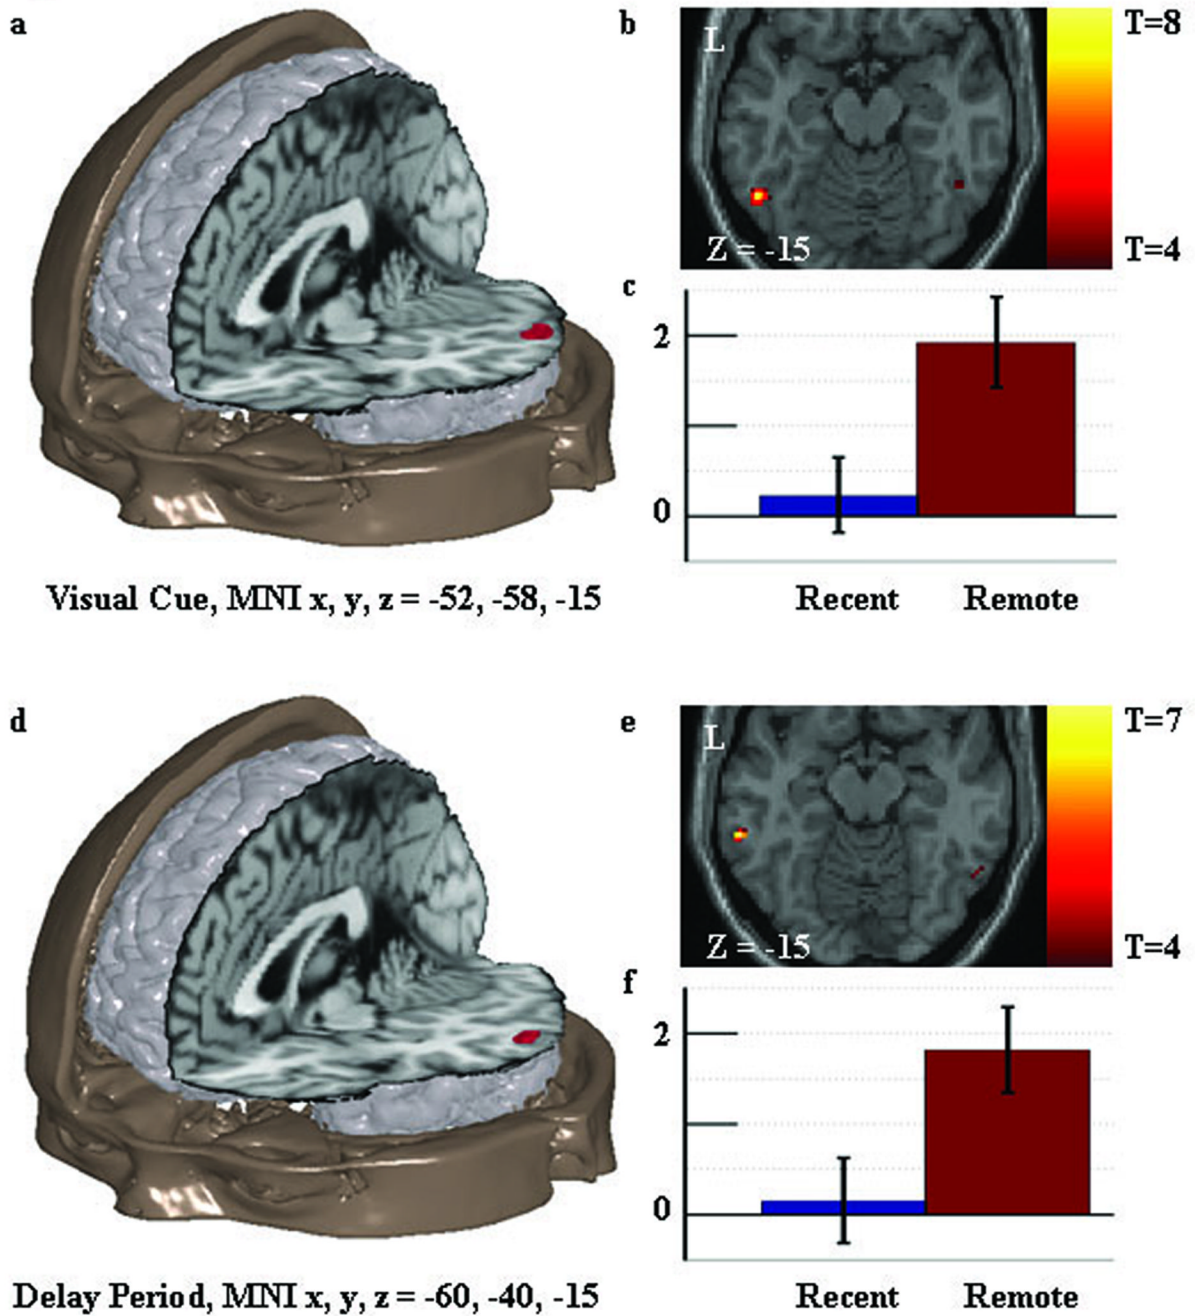 a
b
L
Z = -15
T=8
T=4
c
2
0
Recent Remote
Visual Cue, MNI x, y, z = -52, -58, -15
d
e
L
Z = -15
T=7
T=4
f
2
0
Recent Remote
Delay Period, MNI x, y, z = -60, -40, -15